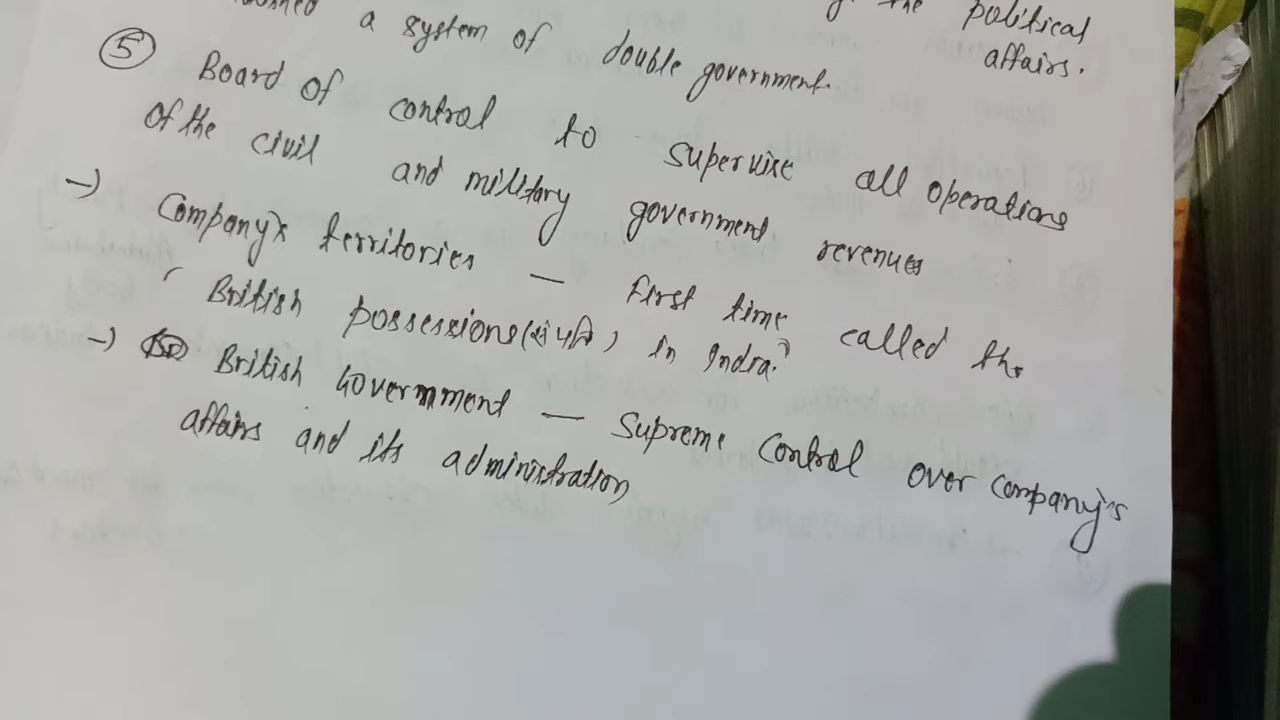 the political
affairs.
a system of double government.
⑤ Board of control to supervise all operations
of the civil and military government revenues
→ Company's territories — first time called the
' British possessions (संपत्ति) in India.'
→ British Government — Supreme Control over Company's
affairs and its administration